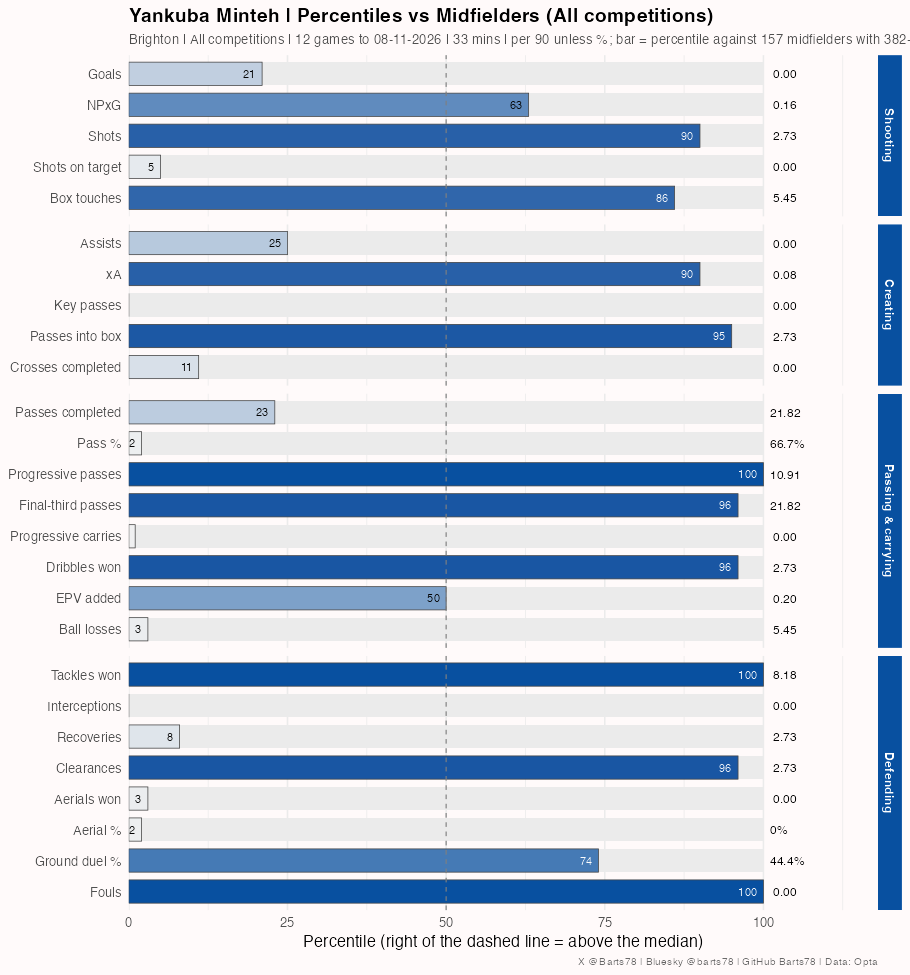 Yankuba Minteh | Percentiles vs Midfielders (All competitions)
Brighton | All competitions | 12 games to 08-11-2026 | 33 mins | per 90 unless %; bar = percentile against 157 midfielders with 382-
Goals 21 0.00
NPxG 63 0.16
Shots 90 2.73
Shots on target 5 0.00
Box touches 86 5.45
Shooting
Assists 25 0.00
xA 90 0.08
Key passes 0.00
Passes into box 95 2.73
Crosses completed 11 0.00
Creating
Passes completed 23 21.82
Pass % 2 66.7%
Progressive passes 100 10.91
Final-third passes 96 21.82
Progressive carries 0.00
Dribbles won 96 2.73
EPV added 50 0.20
Ball losses 3 5.45
Passing & carrying
Tackles won 100 8.18
Interceptions 0.00
Recoveries 8 2.73
Clearances 96 2.73
Aerials won 3 0.00
Aerial % 2 0%
Ground duel % 74 44.4%
Fouls 100 0.00
Defending
0 25 50 75 100
Percentile (right of the dashed line = above the median)
X @Barts78 | Bluesky @barts78 | GitHub Barts78 | Data: Opta